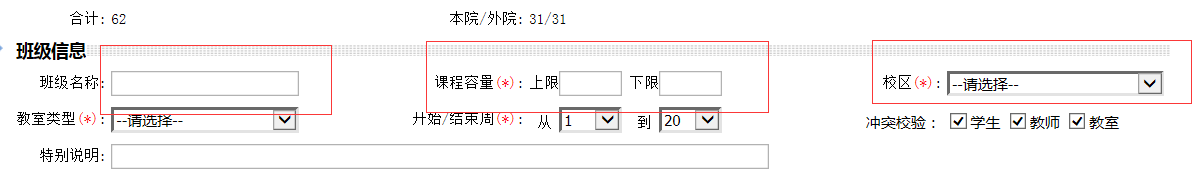 合计: 62 本院/外院: 31/31
班级信息
班级名称: 课程容量(*): 上限 下限 校区(*): --请选择--
教室类型(*): --请选择-- 开始/结束周(*): 从 1 到 20 冲突校验: 学生 教师 教室
特别说明: